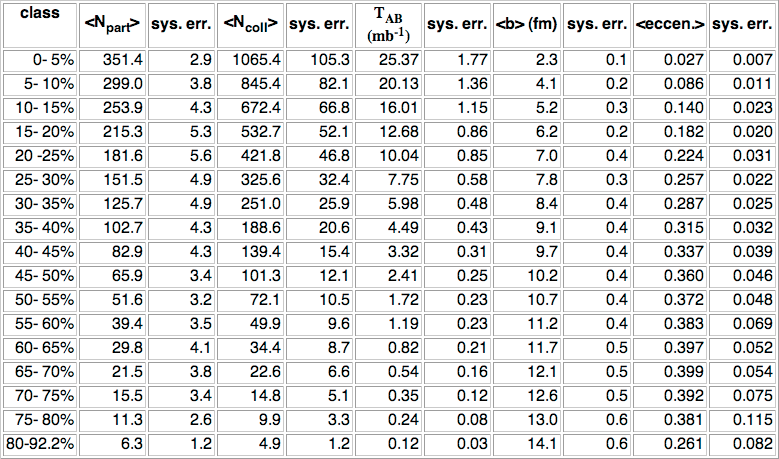 class <Npart> sys. err. <Ncoll> sys. err. TAB (mb-1) sys. err. <b> (fm) sys. err. <eccen.> sys. err.
0- 5% 351.4 2.9 1065.4 105.3 25.37 1.77 2.3 0.1 0.027 0.007
5- 10% 299.0 3.8 845.4 82.1 20.13 1.36 4.1 0.2 0.086 0.011
10- 15% 253.9 4.3 672.4 66.8 16.01 1.15 5.2 0.3 0.140 0.023
15- 20% 215.3 5.3 532.7 52.1 12.68 0.86 6.2 0.2 0.182 0.020
20 -25% 181.6 5.6 421.8 46.8 10.04 0.85 7.0 0.4 0.224 0.031
25- 30% 151.5 4.9 325.6 32.4 7.75 0.58 7.8 0.3 0.257 0.022
30- 35% 125.7 4.9 251.0 25.9 5.98 0.48 8.4 0.4 0.287 0.025
35- 40% 102.7 4.3 188.6 20.6 4.49 0.43 9.1 0.4 0.315 0.032
40- 45% 82.9 4.3 139.4 15.4 3.32 0.31 9.7 0.4 0.337 0.039
45- 50% 65.9 3.4 101.3 12.1 2.41 0.25 10.2 0.4 0.360 0.046
50- 55% 51.6 3.2 72.1 10.5 1.72 0.23 10.7 0.4 0.372 0.048
55- 60% 39.4 3.5 49.9 9.6 1.19 0.23 11.2 0.4 0.383 0.069
60- 65% 29.8 4.1 34.4 8.7 0.82 0.21 11.7 0.5 0.397 0.052
65- 70% 21.5 3.8 22.6 6.6 0.54 0.16 12.1 0.5 0.399 0.054
70- 75% 15.5 3.4 14.8 5.1 0.35 0.12 12.6 0.5 0.392 0.075
75- 80% 11.3 2.6 9.9 3.3 0.24 0.08 13.0 0.6 0.381 0.115
80-92.2% 6.3 1.2 4.9 1.2 0.12 0.03 14.1 0.6 0.261 0.082